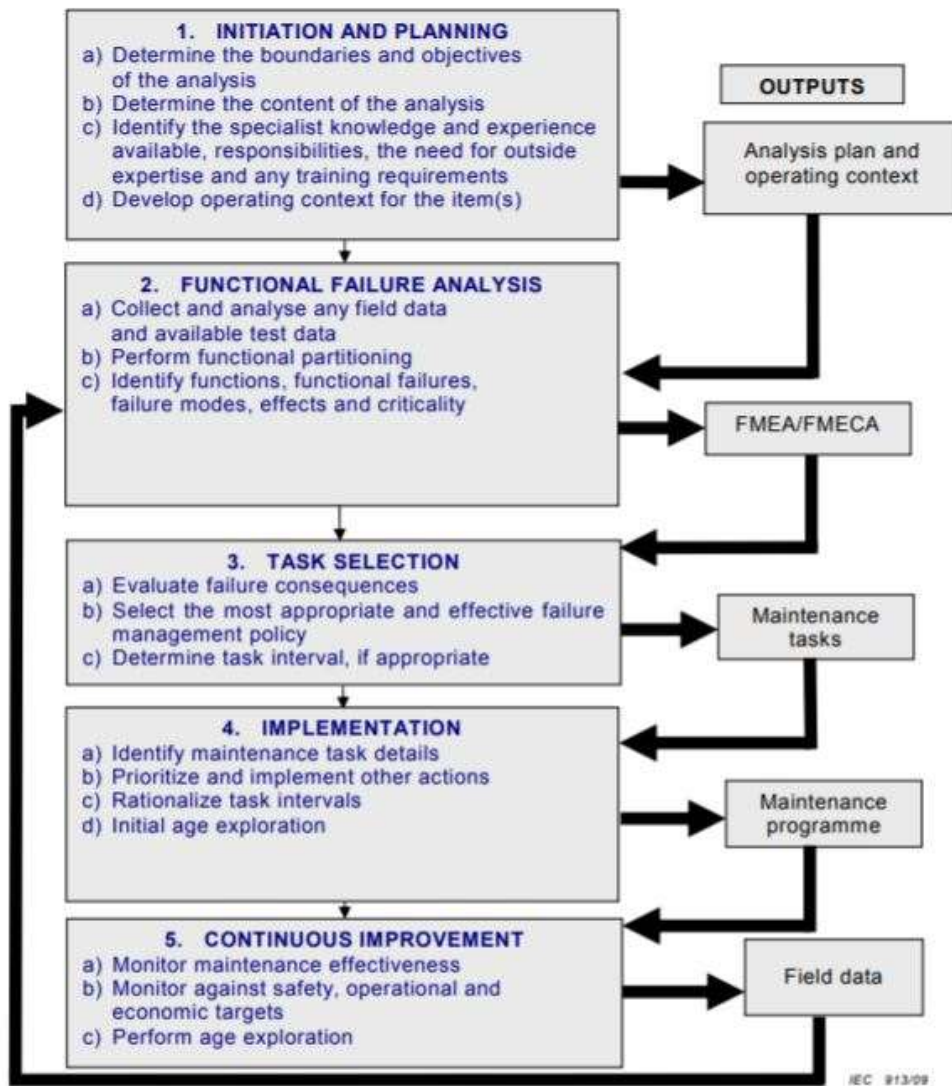 1. INITIATION AND PLANNING
a) Determine the boundaries and objectives
of the analysis
b) Determine the content of the analysis
c) Identify the specialist knowledge and experience
available, responsibilities, the need for outside
expertise and any training requirements
d) Develop operating context for the item(s)
OUTPUTS
Analysis plan and
operating context
2. FUNCTIONAL FAILURE ANALYSIS
a) Collect and analyse any field data
and available test data
b) Perform functional partitioning
c) Identify functions, functional failures,
failure modes, effects and criticality
FMEA/FMECA
3. TASK SELECTION
a) Evaluate failure consequences
b) Select the most appropriate and effective failure
management policy
c) Determine task interval, if appropriate
Maintenance
tasks
4. IMPLEMENTATION
a) Identify maintenance task details
b) Prioritize and implement other actions
c) Rationalize task intervals
d) Initial age exploration
Maintenance
programme
5. CONTINUOUS IMPROVEMENT
a) Monitor maintenance effectiveness
b) Monitor against safety, operational and
economic targets
c) Perform age exploration
Field data
IEC 913/09